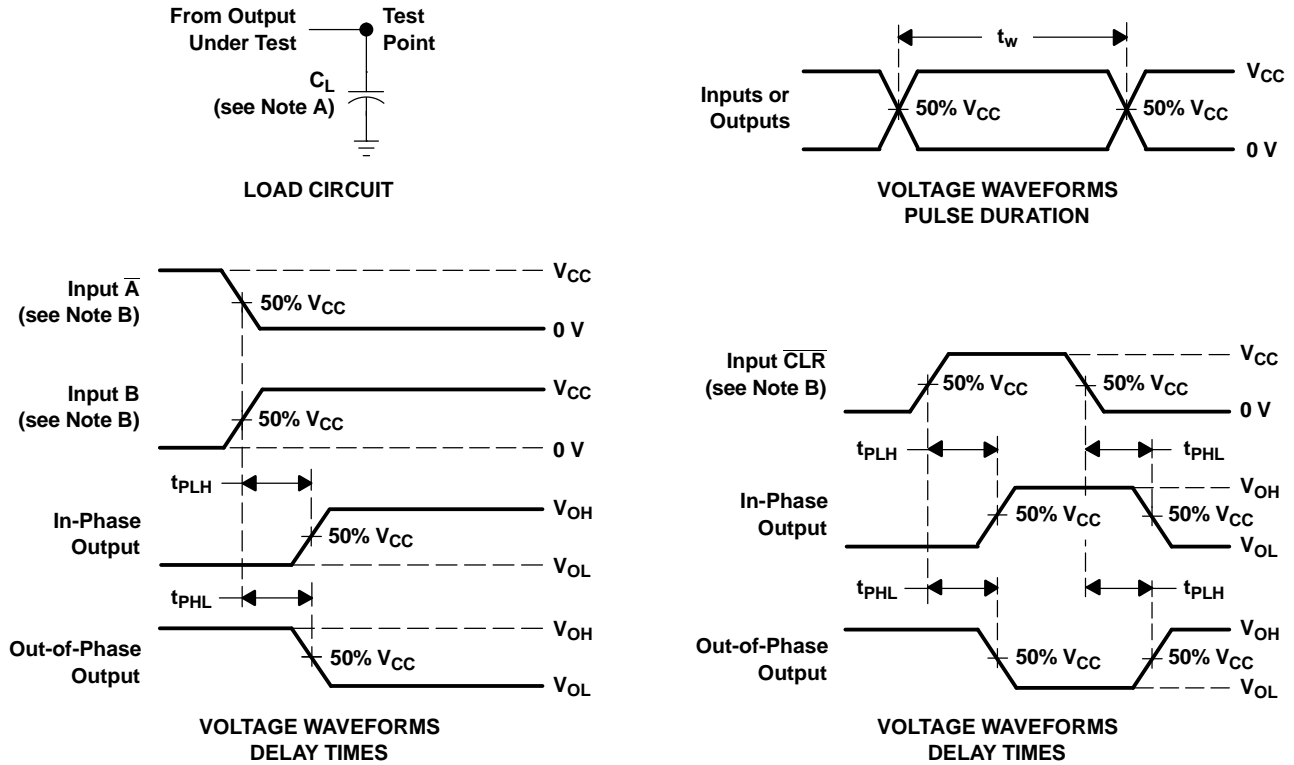 From Output
Under Test
Test
Point
CL
(see Note A)
LOAD CIRCUIT
tw
Inputs or
Outputs
VCC
50% VCC
50% VCC
0 V
VOLTAGE WAVEFORMS
PULSE DURATION
Input A̅
(see Note B)
VCC
50% VCC
0 V
Input B
(see Note B)
VCC
50% VCC
0 V
tPLH
In-Phase
Output
VOH
50% VCC
VOL
tPHL
Out-of-Phase
Output
VOH
50% VCC
VOL
VOLTAGE WAVEFORMS
DELAY TIMES
Input C̅L̅R̅
(see Note B)
VCC
50% VCC
50% VCC
0 V
tPLH
tPHL
In-Phase
Output
VOH
50% VCC
50% VCC
VOL
tPHL
tPLH
Out-of-Phase
Output
VOH
50% VCC
50% VCC
VOL
VOLTAGE WAVEFORMS
DELAY TIMES